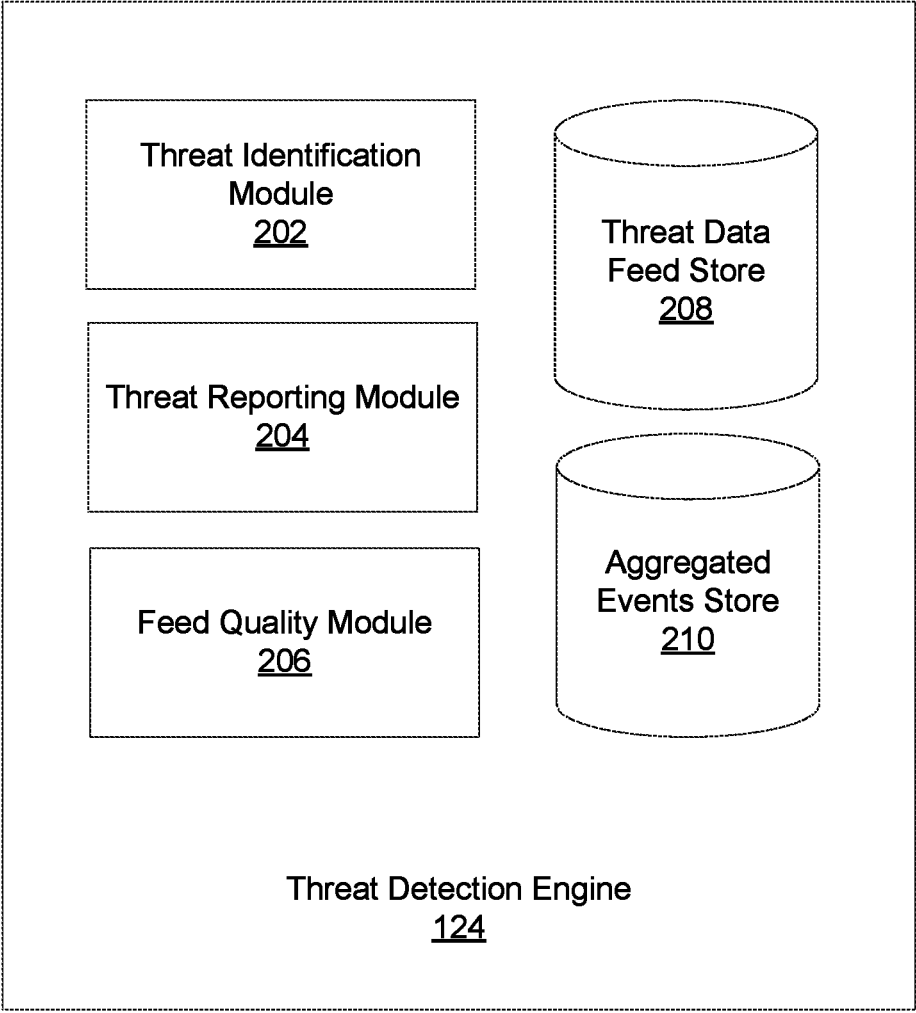 Threat Identification
Module
202
Threat Reporting Module
204
Feed Quality Module
206
Threat Data
Feed Store
208
Aggregated
Events Store
210
Threat Detection Engine
124